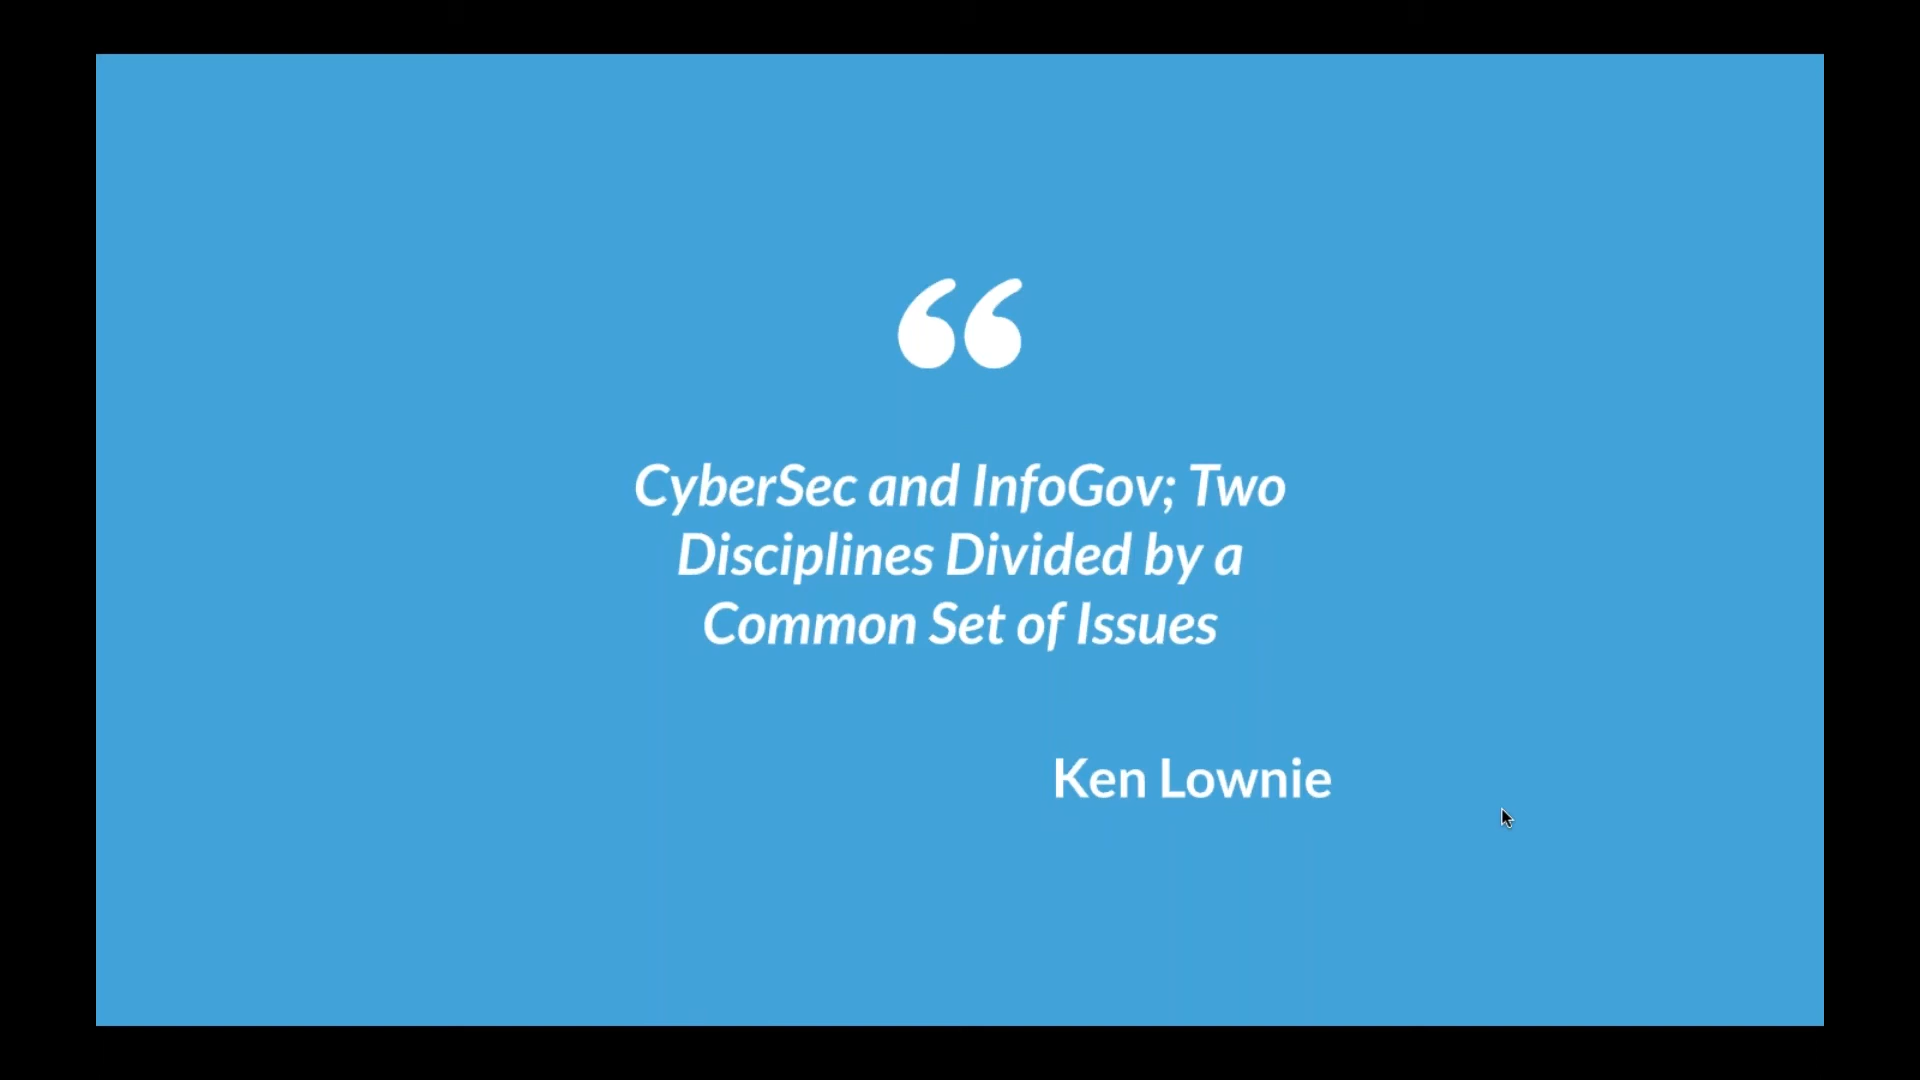 “
CyberSec and InfoGov; Two
Disciplines Divided by a
Common Set of Issues
Ken Lownie